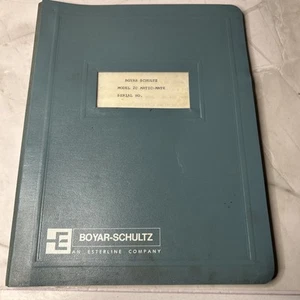 BOYAR SCHULTZ
MODEL
SERIAL NO.
BOYAR-SCHULTZ
AN ESTERLINE COMPANY